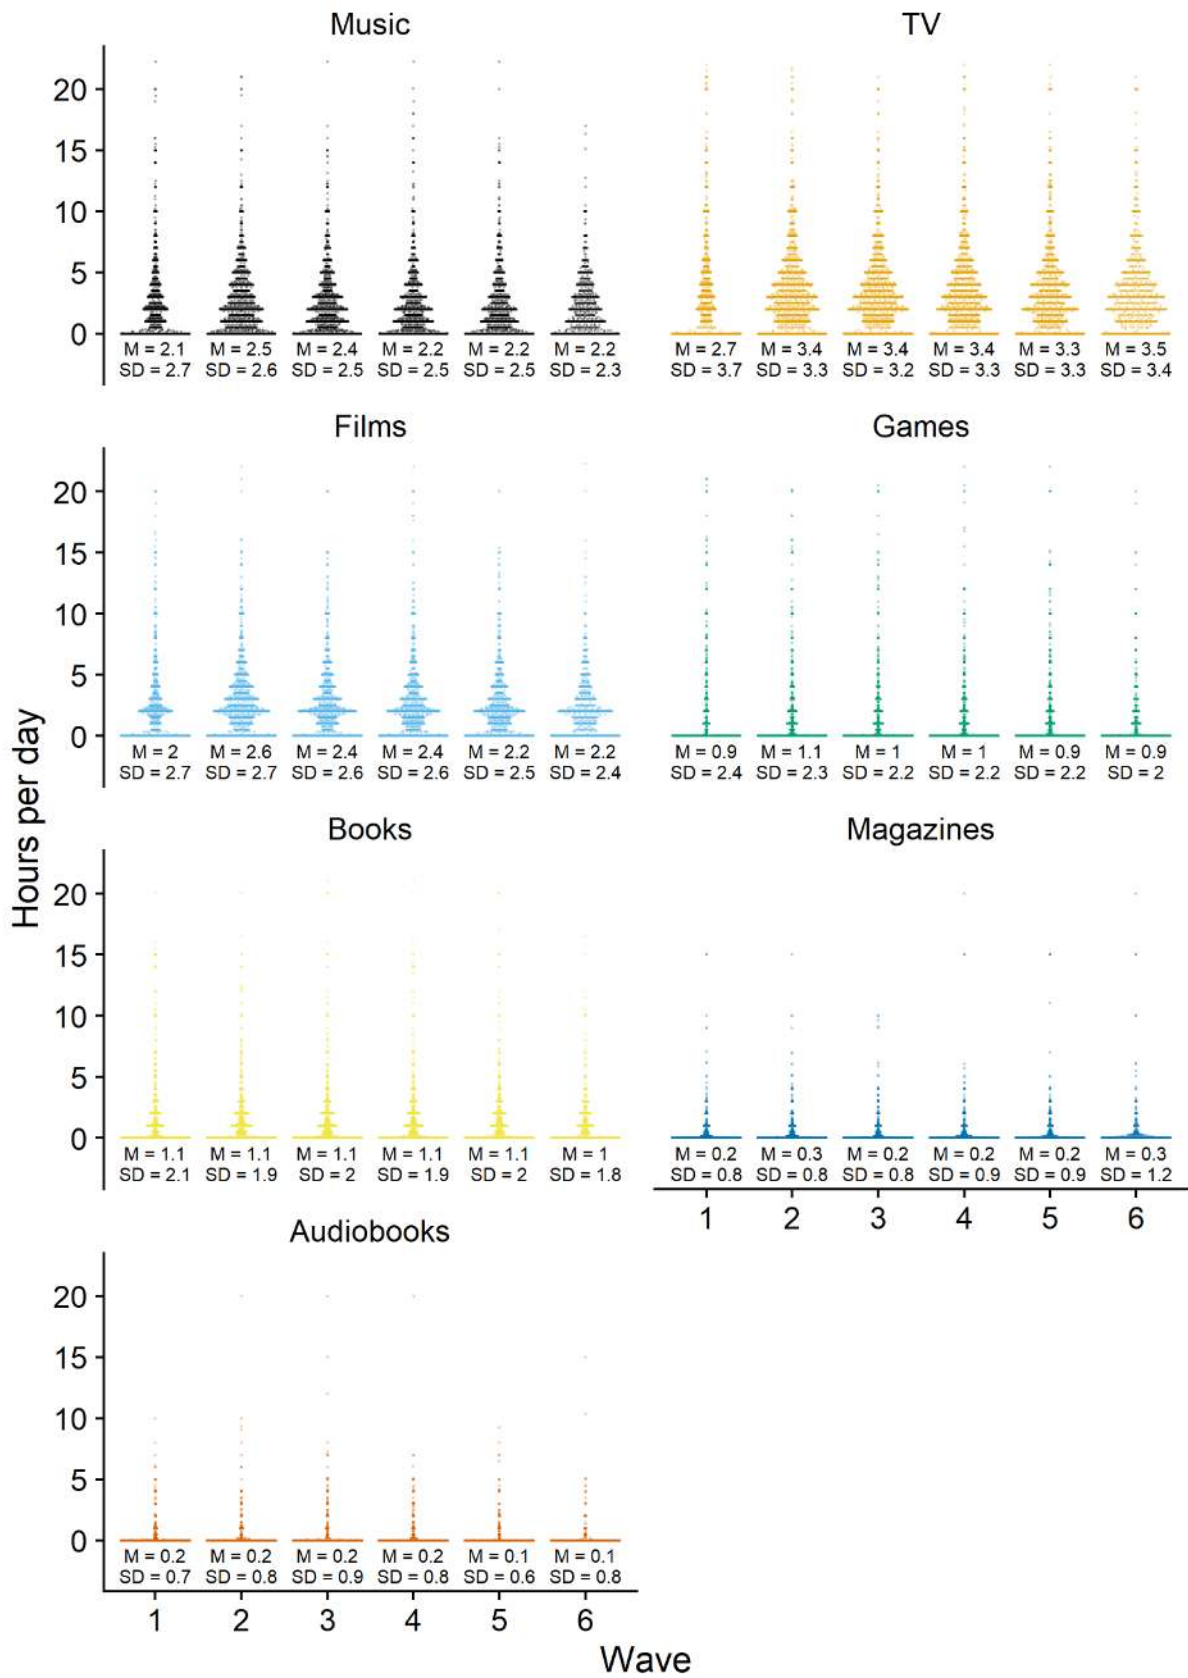 Music
TV
20
15
10
5
0
M = 2.1 M = 2.5 M = 2.4 M = 2.2 M = 2.2 M = 2.2
SD = 2.7 SD = 2.6 SD = 2.5 SD = 2.5 SD = 2.5 SD = 2.3
M = 2.7 M = 3.4 M = 3.4 M = 3.4 M = 3.3 M = 3.5
SD = 3.7 SD = 3.3 SD = 3.2 SD = 3.3 SD = 3.3 SD = 3.4
Films
Games
20
15
10
5
0
M = 2 M = 2.6 M = 2.4 M = 2.4 M = 2.2 M = 2.2
SD = 2.7 SD = 2.7 SD = 2.6 SD = 2.6 SD = 2.5 SD = 2.4
M = 0.9 M = 1.1 M = 1 M = 1 M = 0.9 M = 0.9
SD = 2.4 SD = 2.3 SD = 2.2 SD = 2.2 SD = 2.2 SD = 2
Hours per day
Books
Magazines
20
15
10
5
0
M = 1.1 M = 1.1 M = 1.1 M = 1.1 M = 1.1 M = 1
SD = 2.1 SD = 1.9 SD = 2 SD = 1.9 SD = 2 SD = 1.8
M = 0.2 M = 0.3 M = 0.2 M = 0.2 M = 0.2 M = 0.3
SD = 0.8 SD = 0.8 SD = 0.8 SD = 0.9 SD = 0.9 SD = 1.2
1 2 3 4 5 6
Audiobooks
20
15
10
5
0
M = 0.2 M = 0.2 M = 0.2 M = 0.2 M = 0.1 M = 0.1
SD = 0.7 SD = 0.8 SD = 0.9 SD = 0.8 SD = 0.6 SD = 0.8
1 2 3 4 5 6
Wave